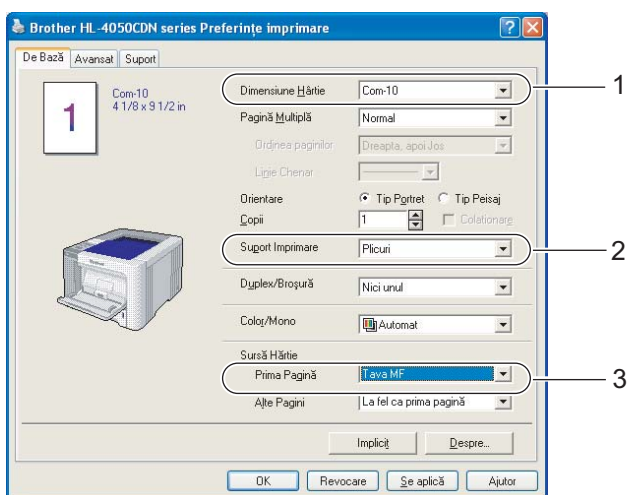 Brother HL-4050CDN series Preferinţe imprimare
De Bază Avansat Suport
Com-10
4 1/8 x 9 1/2 in
1
Dimensiune Hârtie Com-10 1
Pagină Multiplă Normal
Ordinea paginilor Dreapta, apoi Jos
Linie Chenar
Orientare Tip Portret Tip Peisaj
Copii 1 Colationare
Suport Imprimare Plicuri 2
Duplex/Broşură Nici unul
Color/Mono Automat
Sursă Hârtie
Prima Pagină Tava MF 3
Alte Pagini La fel ca prima pagină
Implicit Despre...
OK Revocare Se aplică Ajutor